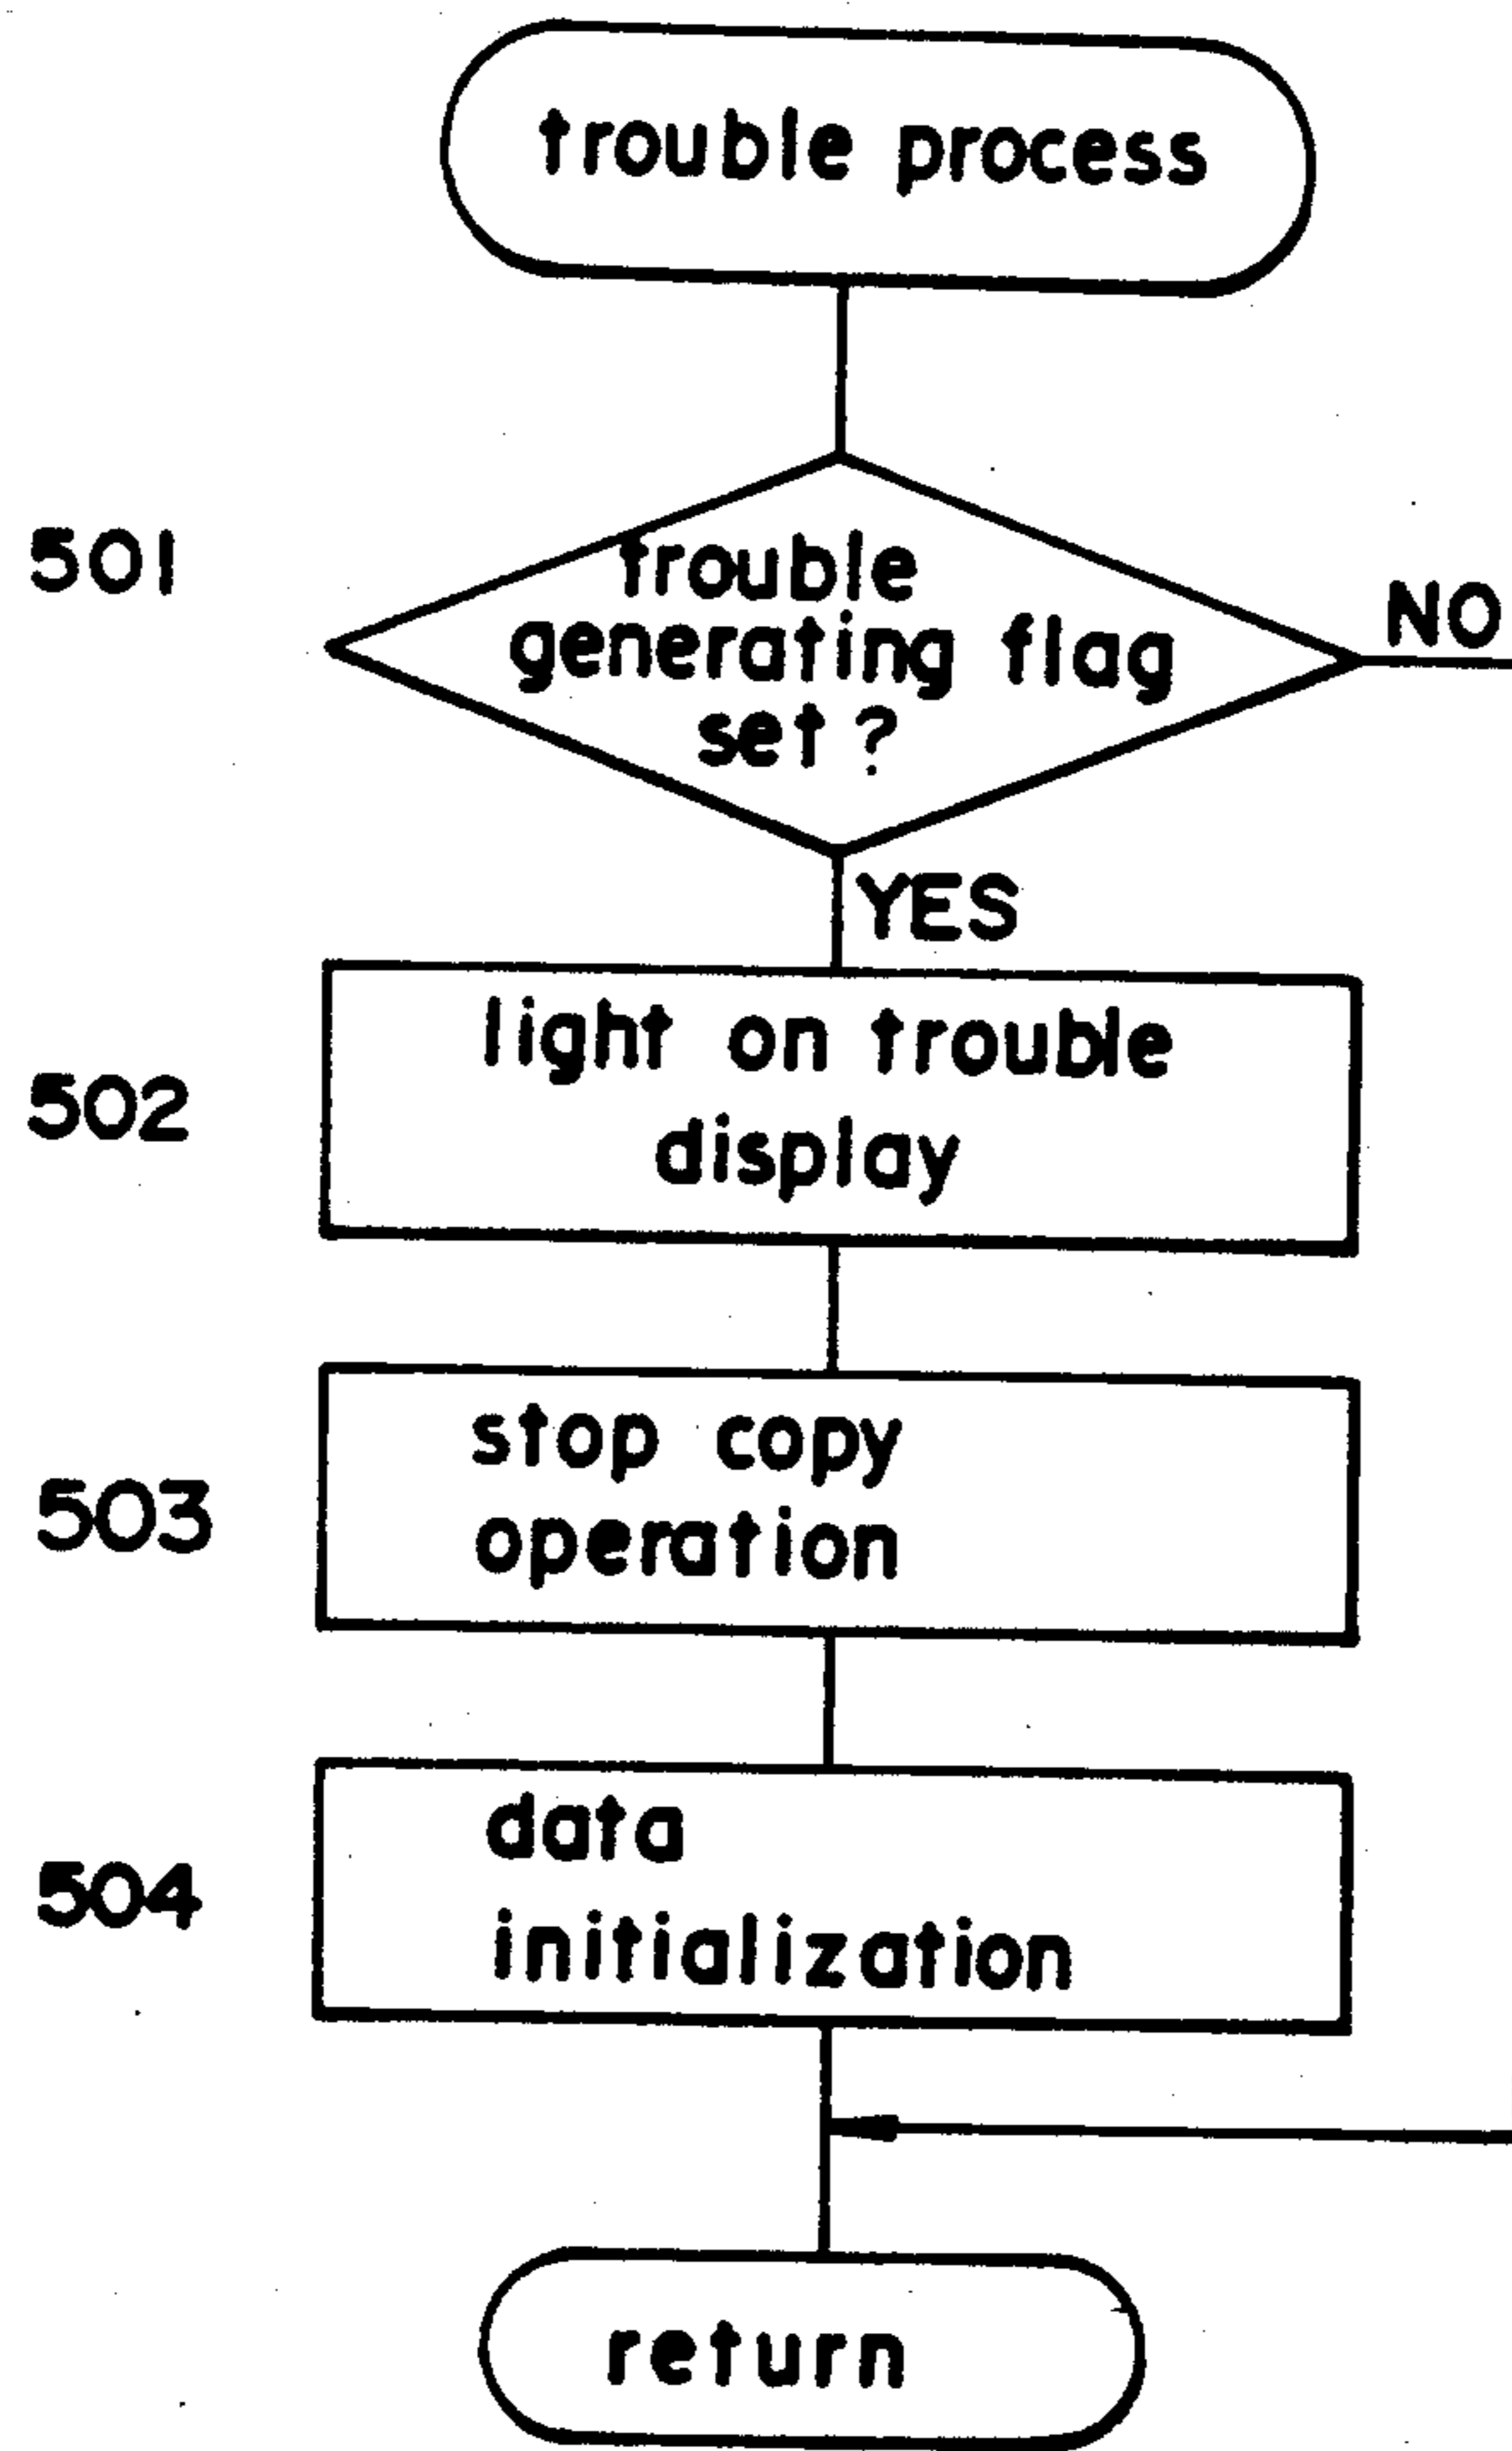 trouble process
501
trouble
generating flag
set ?
NO
YES
502
light on trouble
display
503
stop copy
operation
504
data
initialization
return